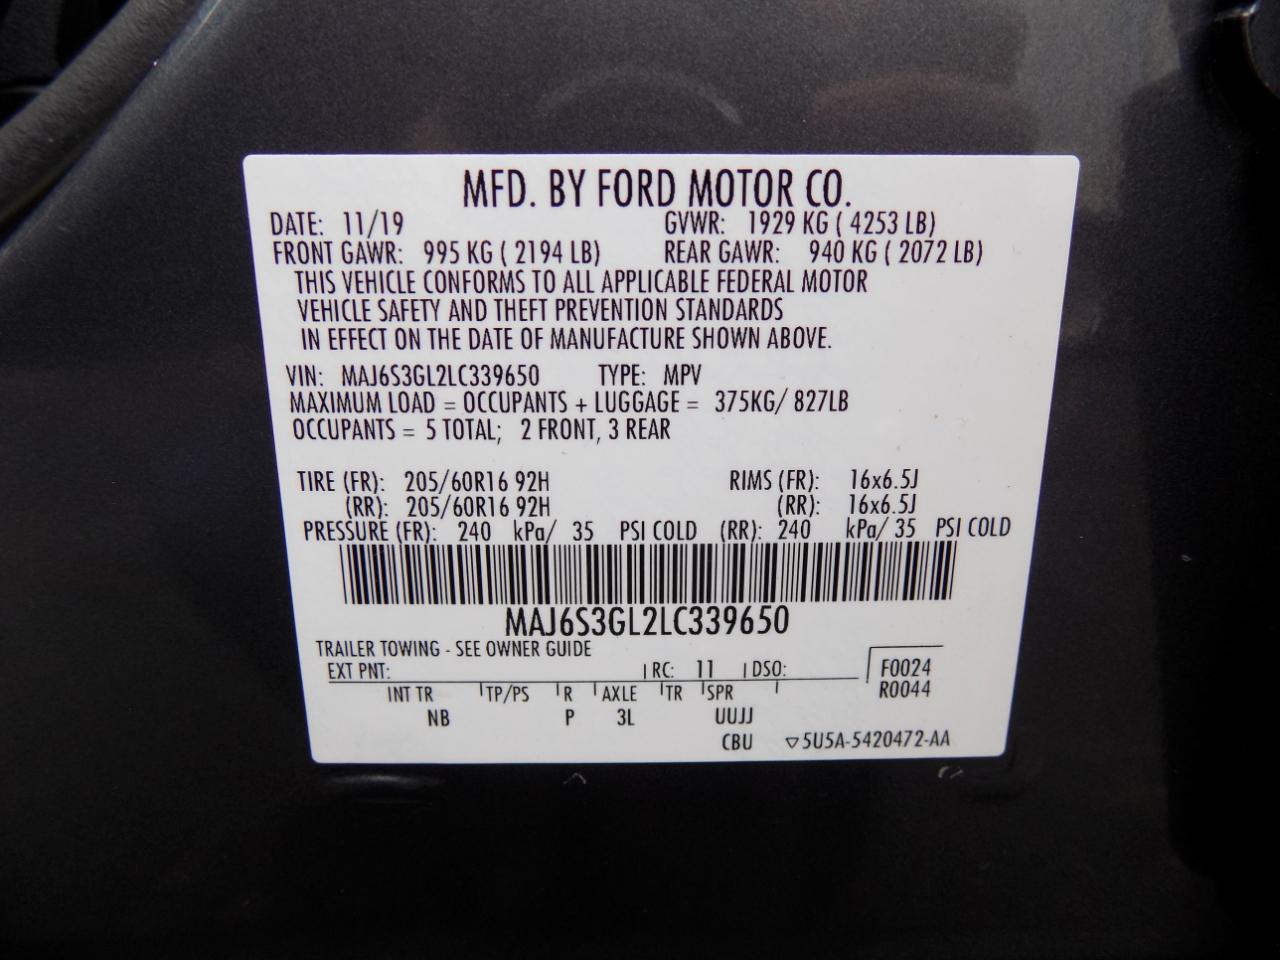 MFD. BY FORD MOTOR CO.
DATE: 11/19 GVWR: 1929 KG ( 4253 LB)
FRONT GAWR: 995 KG ( 2194 LB) REAR GAWR: 940 KG ( 2072 LB)
THIS VEHICLE CONFORMS TO ALL APPLICABLE FEDERAL MOTOR
VEHICLE SAFETY AND THEFT PREVENTION STANDARDS
IN EFFECT ON THE DATE OF MANUFACTURE SHOWN ABOVE.
VIN: MAJ6S3GL2LC339650 TYPE: MPV
MAXIMUM LOAD = OCCUPANTS + LUGGAGE = 375KG/ 827LB
OCCUPANTS = 5 TOTAL; 2 FRONT, 3 REAR
TIRE (FR): 205/60R16 92H RIMS (FR): 16x6.5J
(RR): 205/60R16 92H (RR): 16x6.5J
PRESSURE (FR): 240 kPa/ 35 PSI COLD (RR): 240 kPa/ 35 PSI COLD
MAJ6S3GL2LC339650
TRAILER TOWING - SEE OWNER GUIDE
EXT PNT: RC: 11 DSO: F0024
R0044
INT TR TP/PS R AXLE TR SPR
NB P 3L UUJJ
CBU ▽5U5A-5420472-AA